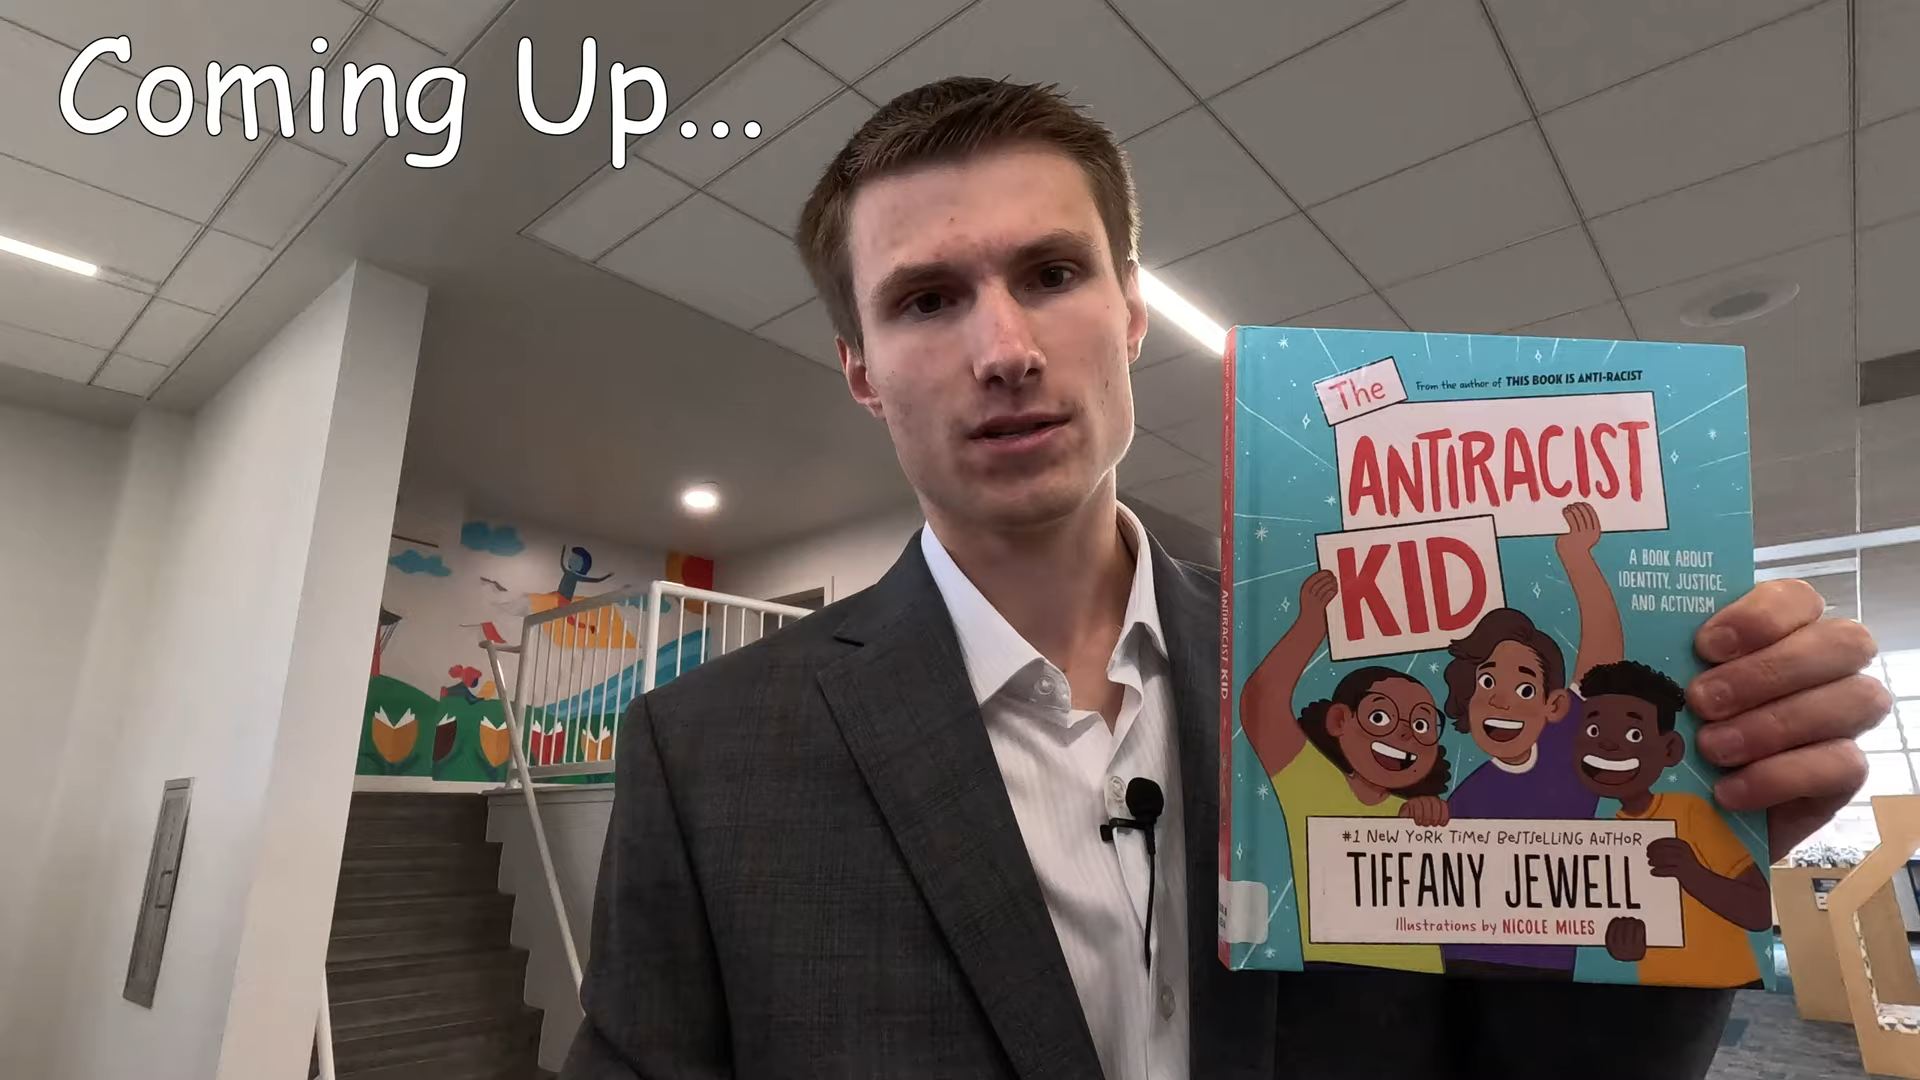 Coming Up...
The
From the author of THIS BOOK IS ANTI-RACIST
ANTIRACIST
KID
A BOOK ABOUT
IDENTITY, JUSTICE,
AND ACTIVISM
#1 NEW YORK TIMES BESTSELLING AUTHOR
TIFFANY JEWELL
Illustrations by NICOLE MILES
ANTIRACIST KID